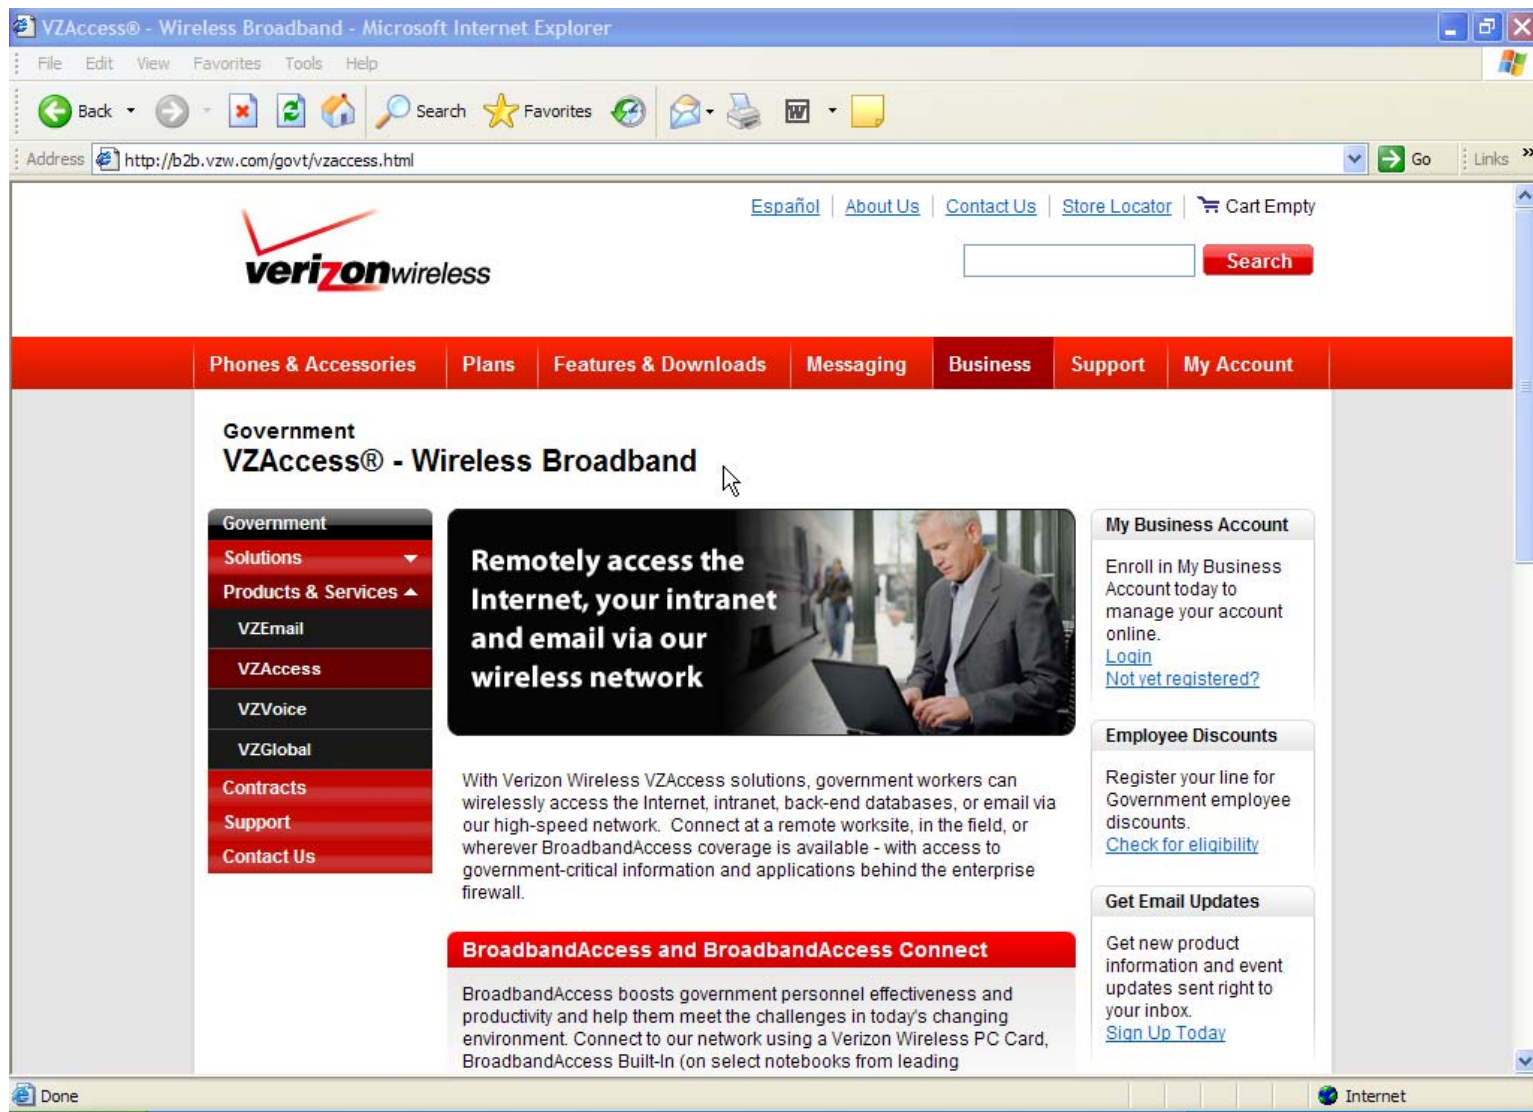 VZAccess® - Wireless Broadband - Microsoft Internet Explorer
File Edit View Favorites Tools Help
Back Search Favorites
Address http://b2b.vzw.com/govt/vzaccess.html Go Links »
Español About Us Contact Us Store Locator Cart Empty
verizonwireless
Search
Phones & Accessories Plans Features & Downloads Messaging Business Support My Account
Government
VZAccess® - Wireless Broadband
Government
Solutions
Products & Services
VZEmail
VZAccess
VZVoice
VZGlobal
Contracts
Support
Contact Us
Remotely access the
Internet, your intranet
and email via our
wireless network
With Verizon Wireless VZAccess solutions, government workers can
wirelessly access the Internet, intranet, back-end databases, or email via
our high-speed network. Connect at a remote worksite, in the field, or
wherever BroadbandAccess coverage is available - with access to
government-critical information and applications behind the enterprise
firewall.
BroadbandAccess and BroadbandAccess Connect
BroadbandAccess boosts government personnel effectiveness and
productivity and help them meet the challenges in today's changing
environment. Connect to our network using a Verizon Wireless PC Card,
BroadbandAccess Built-In (on select notebooks from leading
My Business Account
Enroll in My Business
Account today to
manage your account
online.
Login
Not yet registered?
Employee Discounts
Register your line for
Government employee
discounts.
Check for eligibility
Get Email Updates
Get new product
information and event
updates sent right to
your inbox.
Sign Up Today
Done Internet